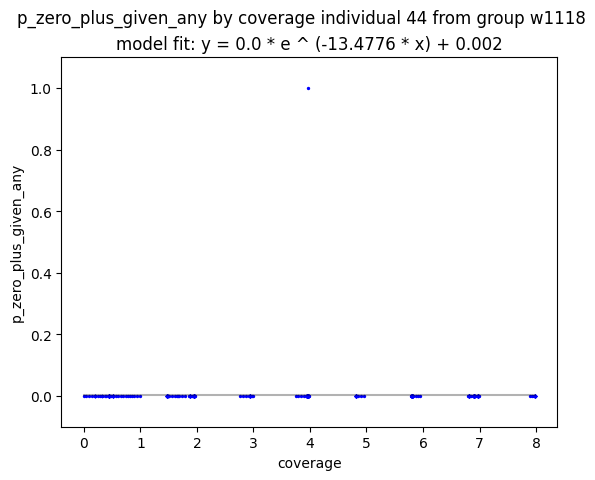 p_zero_plus_given_any by coverage individual 44 from group w1118
model fit: y = 0.0 * e ^ (-13.4776 * x) + 0.002
p_zero_plus_given_any
1.0
0.8
0.6
0.4
0.2
0.0
0 1 2 3 4 5 6 7 8
coverage